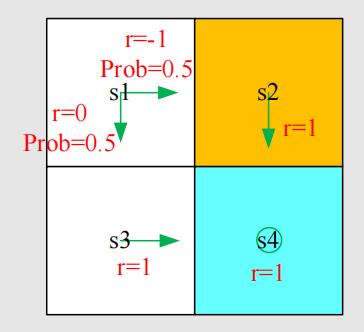 r=-1
Prob=0.5
s1
s2
r=0
Prob=0.5
r=1
s3
s4
r=1
r=1